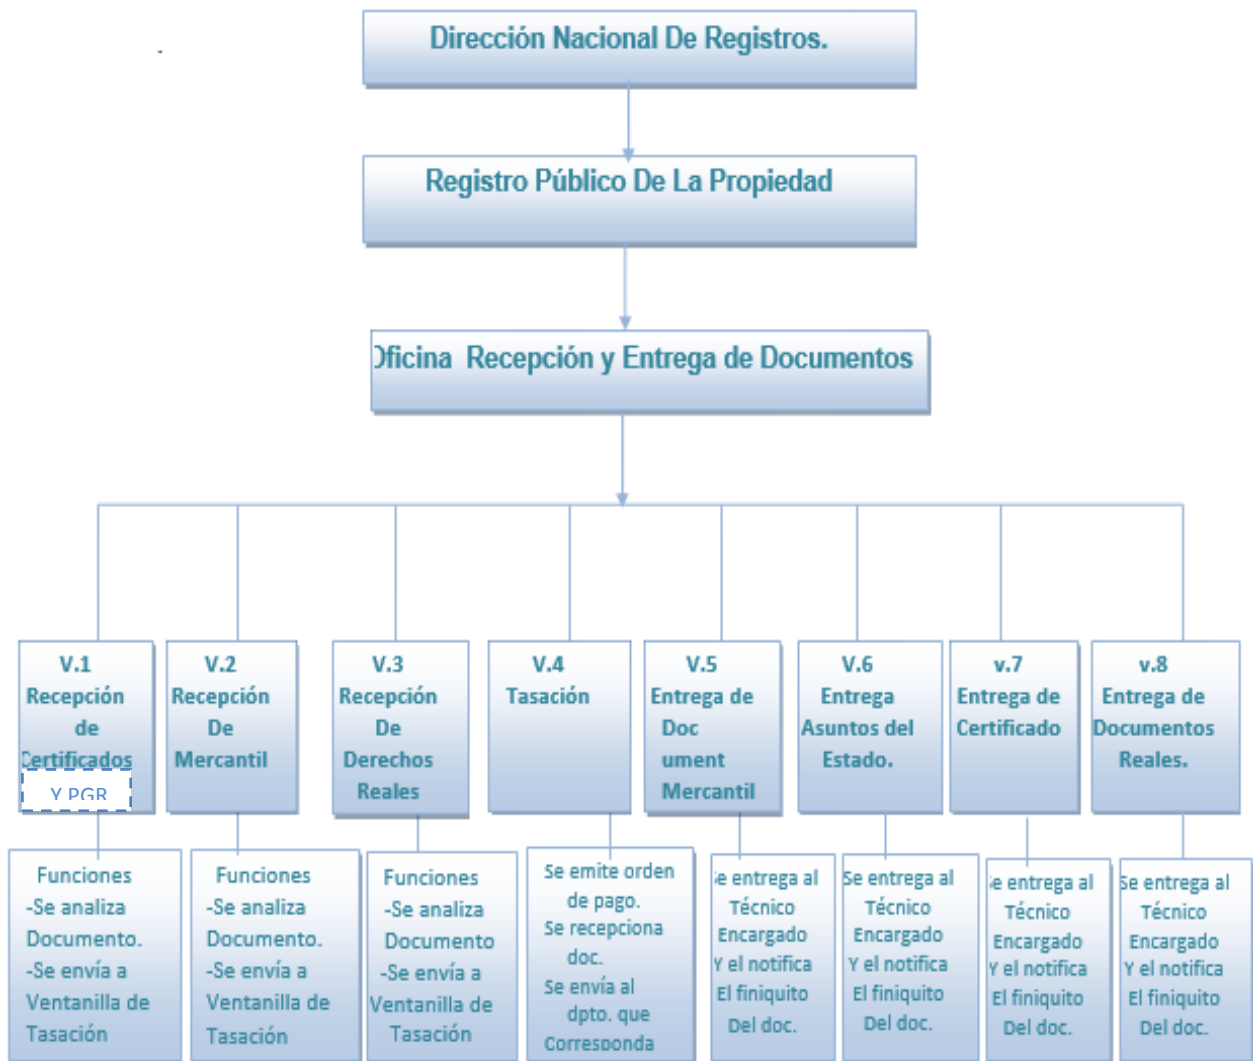 Dirección Nacional De Registros.
Registro Público De La Propiedad
Oficina Recepción y Entrega de Documentos
V.1
Recepción
de
Certificados
Y PGR
V.2
Recepción
De
Mercantil
V.3
Recepción
De
Derechos
Reales
V.4
Tasación
V.5
Entrega de
Doc
ument
Mercantil
V.6
Entrega
Asuntos del
Estado.
v.7
Entrega de
Certificado
v.8
Entrega de
Documentos
Reales.
Funciones
-Se analiza
Documento.
-Se envía a
Ventanilla de
Tasación
Funciones
-Se analiza
Documento.
-Se envía a
Ventanilla de
Tasación
Funciones
-Se analiza
Documento
-Se envía a
Ventanilla de
Tasación
Se emite orden
de pago.
Se recepciona
doc.
Se envía al
dpto. que
Corresponda
Se entrega al
Técnico
Encargado
Y el notifica
El finiquito
Del doc.
Se entrega al
Técnico
Encargado
Y el notifica
El finiquito
Del doc.
Se entrega al
Técnico
Encargado
Y el notifica
El finiquito
Del doc.
Se entrega al
Técnico
Encargado
Y el notifica
El finiquito
Del doc.